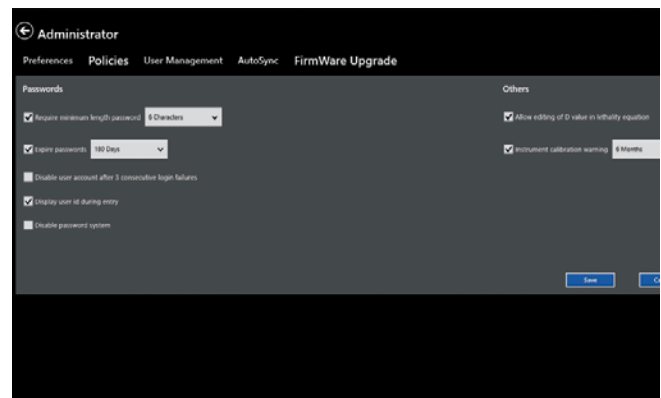 Administrator
Preferences Policies User Management AutoSync FirmWare Upgrade
Passwords
Require minimum length password 6 Characters
Expire passwords 180 Days
Disable user account after 3 consecutive login failures
Display user id during entry
Disable password system
Others
Allow editing of D value in lethality equation
Instrument calibration warning 6 Months
Save